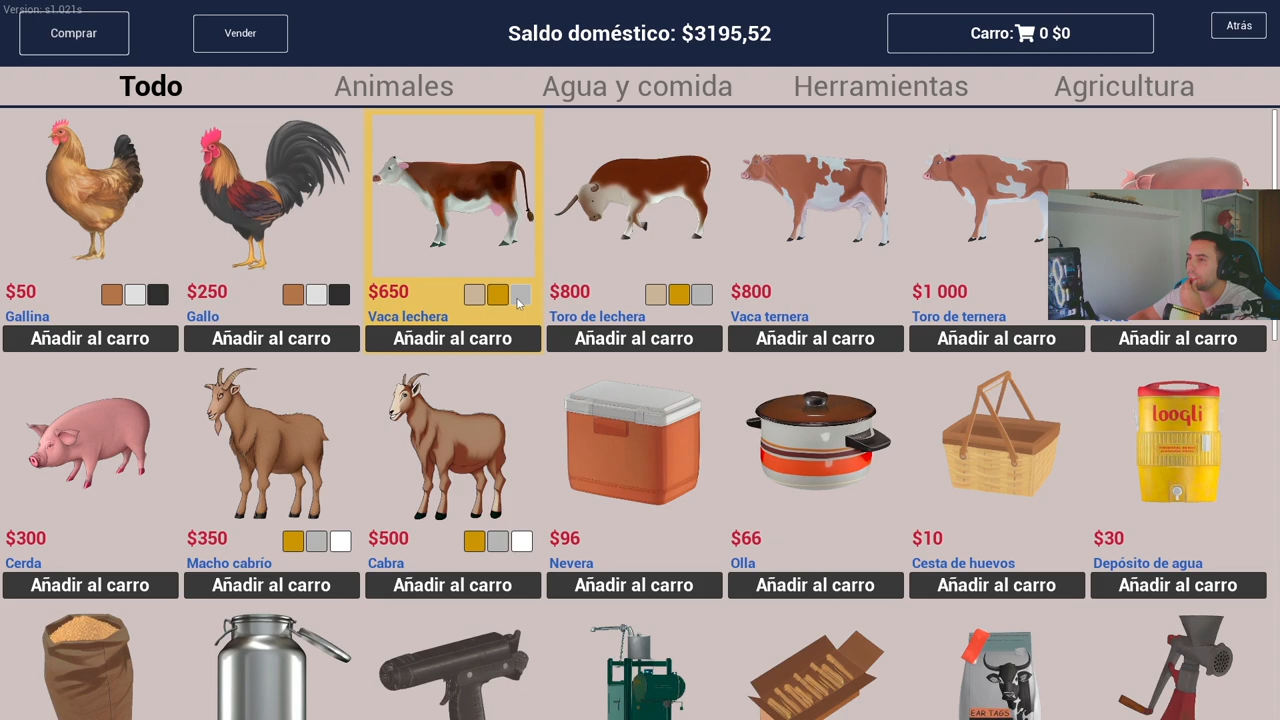 Version: s1.021s
Comprar
Vender
Saldo doméstico: $3195,52
Carro: 0 $0
Atrás
Todo
Animales
Agua y comida
Herramientas
Agricultura
$50
Gallina
Añadir al carro
$250
Gallo
Añadir al carro
$650
Vaca lechera
Añadir al carro
$800
Toro de lechera
Añadir al carro
$800
Vaca ternera
Añadir al carro
$1 000
Toro de ternera
Añadir al carro
Añadir al carro
$300
Cerda
Añadir al carro
$350
Macho cabrío
Añadir al carro
$500
Cabra
Añadir al carro
$96
Nevera
Añadir al carro
$66
Olla
Añadir al carro
$10
Cesta de huevos
Añadir al carro
looqli
$30
Depósito de agua
Añadir al carro
EAR TAGS